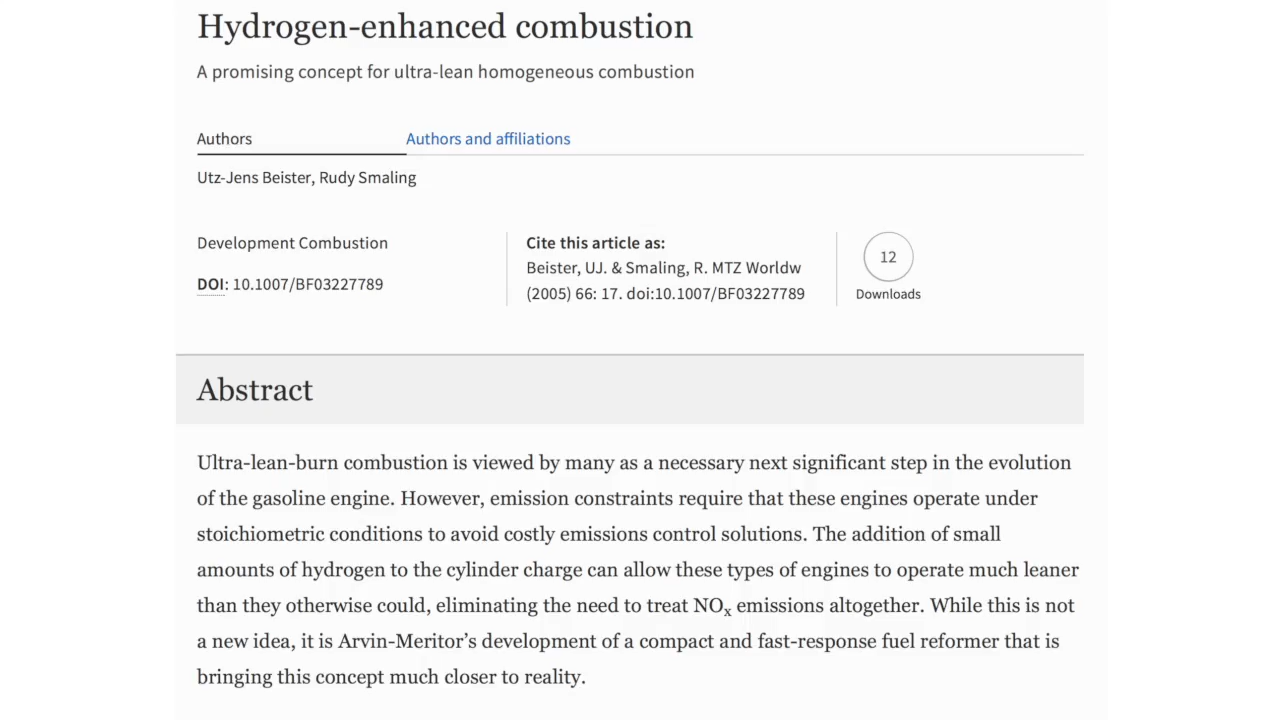 Hydrogen-enhanced combustion
A promising concept for ultra-lean homogeneous combustion
Authors
Authors and affiliations
Utz-Jens Beister, Rudy Smaling
Development Combustion
DOI: 10.1007/BF03227789
Cite this article as:
Beister, UJ. & Smaling, R. MTZ Worldw
(2005) 66: 17. doi:10.1007/BF03227789
12
Downloads
Abstract
Ultra-lean-burn combustion is viewed by many as a necessary next significant step in the evolution
of the gasoline engine. However, emission constraints require that these engines operate under
stoichiometric conditions to avoid costly emissions control solutions. The addition of small
amounts of hydrogen to the cylinder charge can allow these types of engines to operate much leaner
than they otherwise could, eliminating the need to treat NOx emissions altogether. While this is not
a new idea, it is Arvin-Meritor’s development of a compact and fast-response fuel reformer that is
bringing this concept much closer to reality.